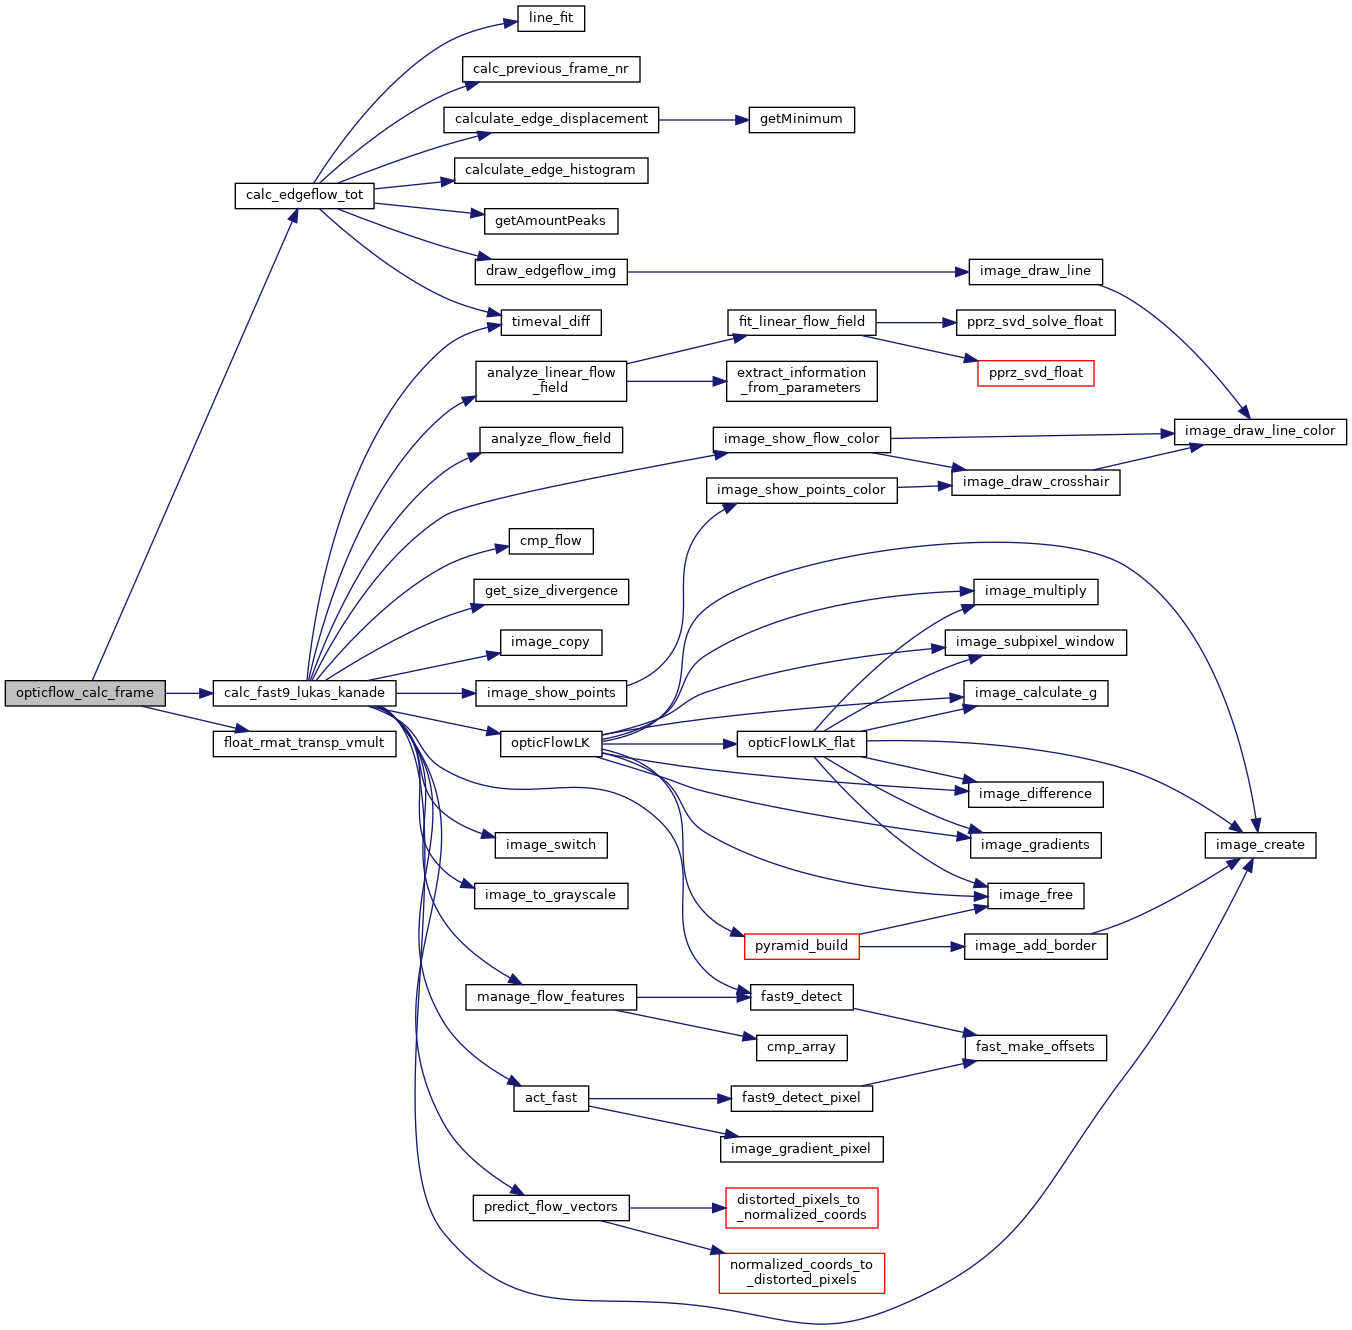 line_fit
calc_previous_frame_nr
calculate_edge_displacement
getMinimum
calculate_edge_histogram
calc_edgeflow_tot
getAmountPeaks
draw_edgeflow_img
image_draw_line
timeval_diff
fit_linear_flow_field
pprz_svd_solve_float
analyze_linear_flow
_field
extract_information
_from_parameters
pprz_svd_float
analyze_flow_field
image_show_flow_color
image_draw_line_color
image_show_points_color
image_draw_crosshair
cmp_flow
get_size_divergence
image_multiply
image_copy
image_subpixel_window
opticflow_calc_frame
calc_fast9_lukas_kanade
image_show_points
image_calculate_g
float_rmat_transp_vmult
opticFlowLK
opticFlowLK_flat
image_difference
image_switch
image_gradients
image_create
image_to_grayscale
image_free
pyramid_build
image_add_border
manage_flow_features
fast9_detect
cmp_array
fast_make_offsets
act_fast
fast9_detect_pixel
image_gradient_pixel
predict_flow_vectors
distorted_pixels_to
_normalized_coords
normalized_coords_to
_distorted_pixels